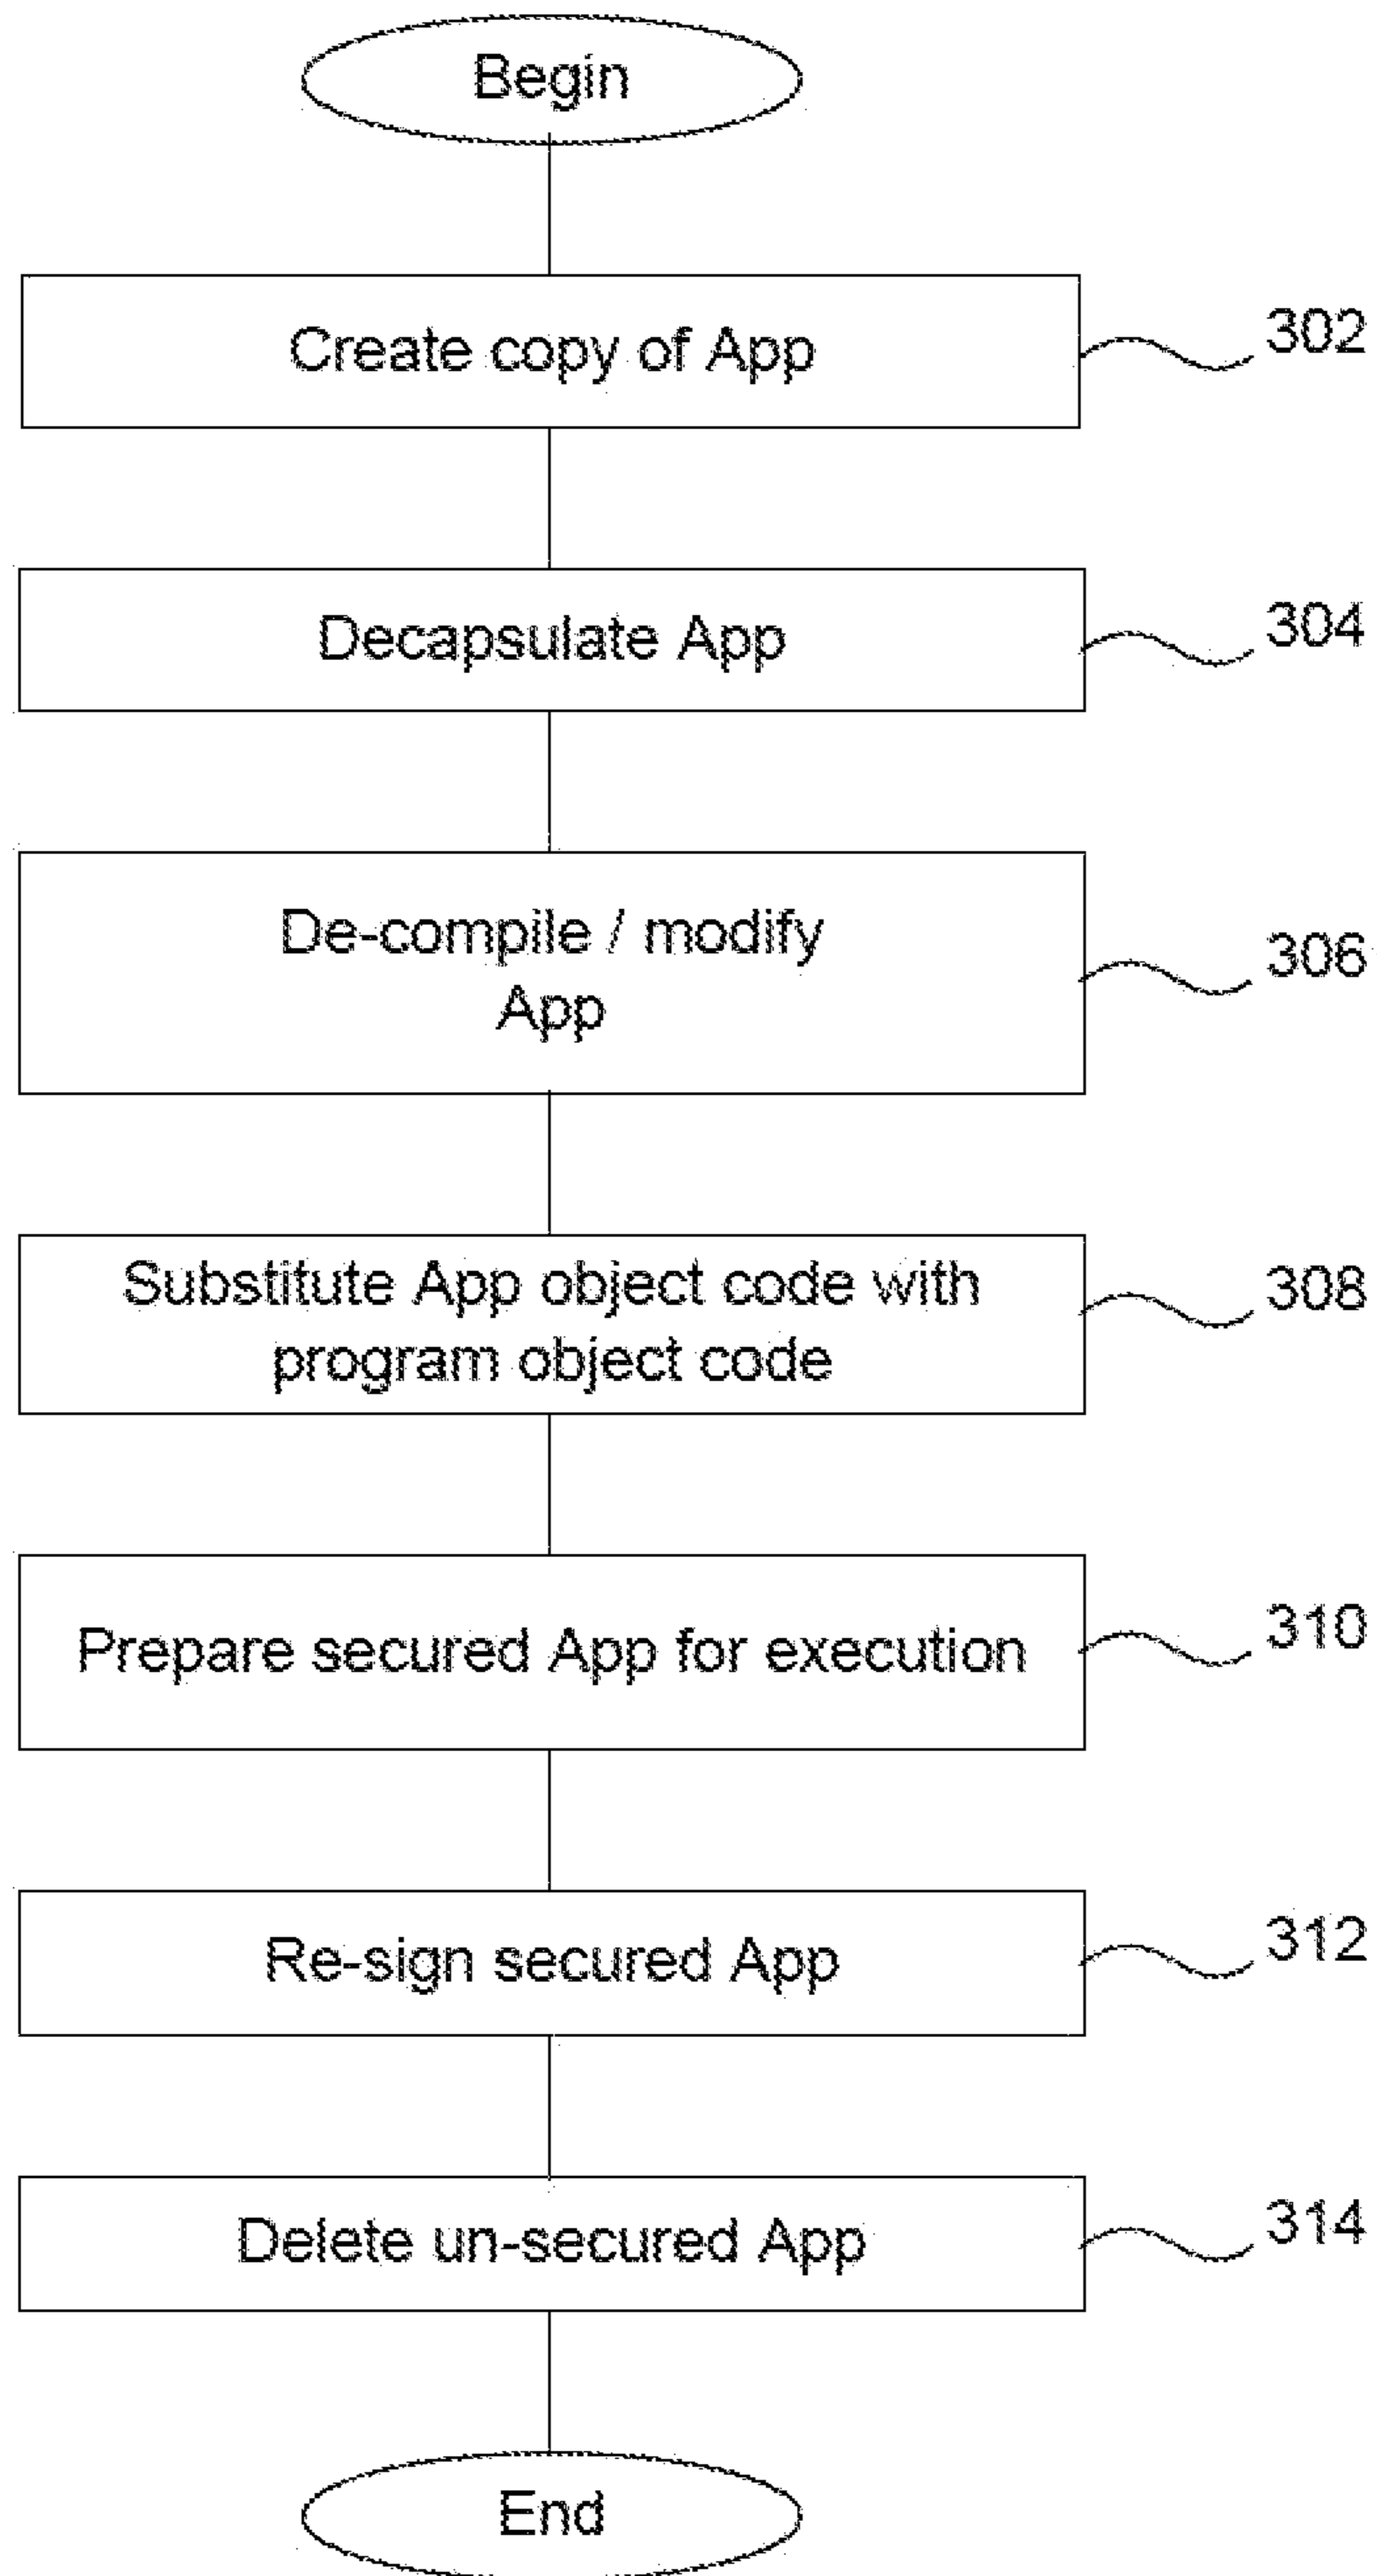 Begin
Create copy of App
302
Decapsulate App
304
De-compile / modify
App
306
Substitute App object code with
program object code
308
Prepare secured App for execution
310
Re-sign secured App
312
Delete un-secured App
314
End